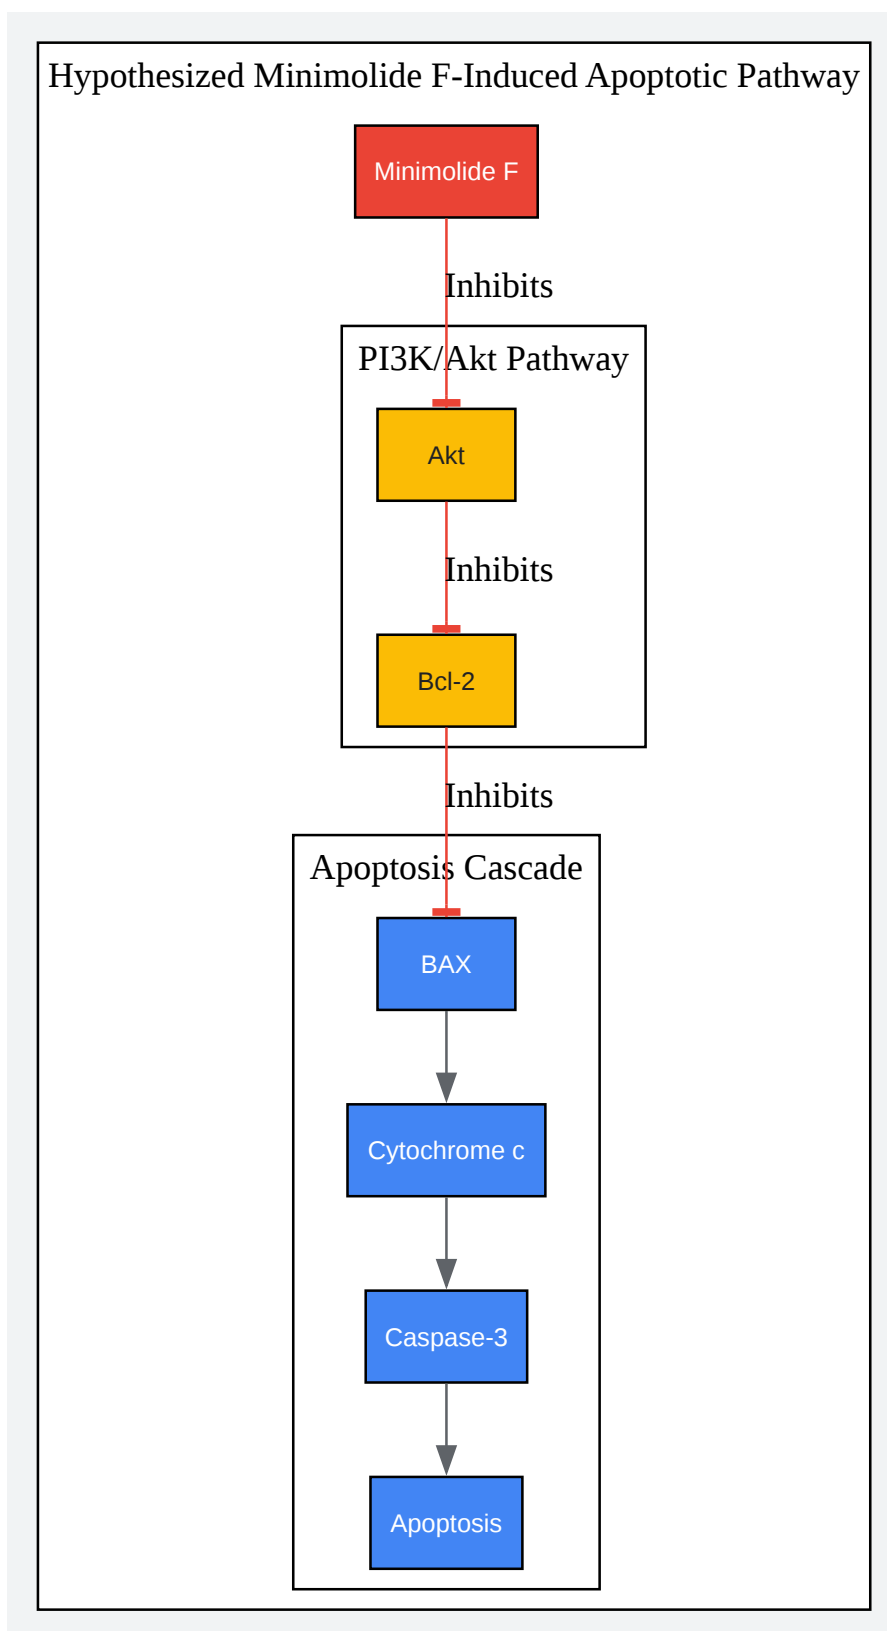 Hypothesized Minimolide F-Induced Apoptotic Pathway
Minimolide F
Inhibits
PI3K/Akt Pathway
Akt
Inhibits
Bcl-2
Inhibits
Apoptosis Cascade
BAX
Cytochrome c
Caspase-3
Apoptosis